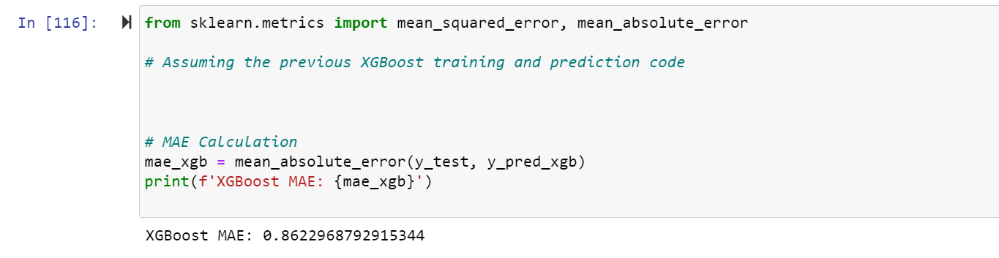 In [116]:
from sklearn.metrics import mean_squared_error, mean_absolute_error
# Assuming the previous XGBoost training and prediction code
# MAE Calculation
mae_xgb = mean_absolute_error(y_test, y_pred_xgb)
print(f'XGBoost MAE: {mae_xgb}')
XGBoost MAE: 0.8622968792915344